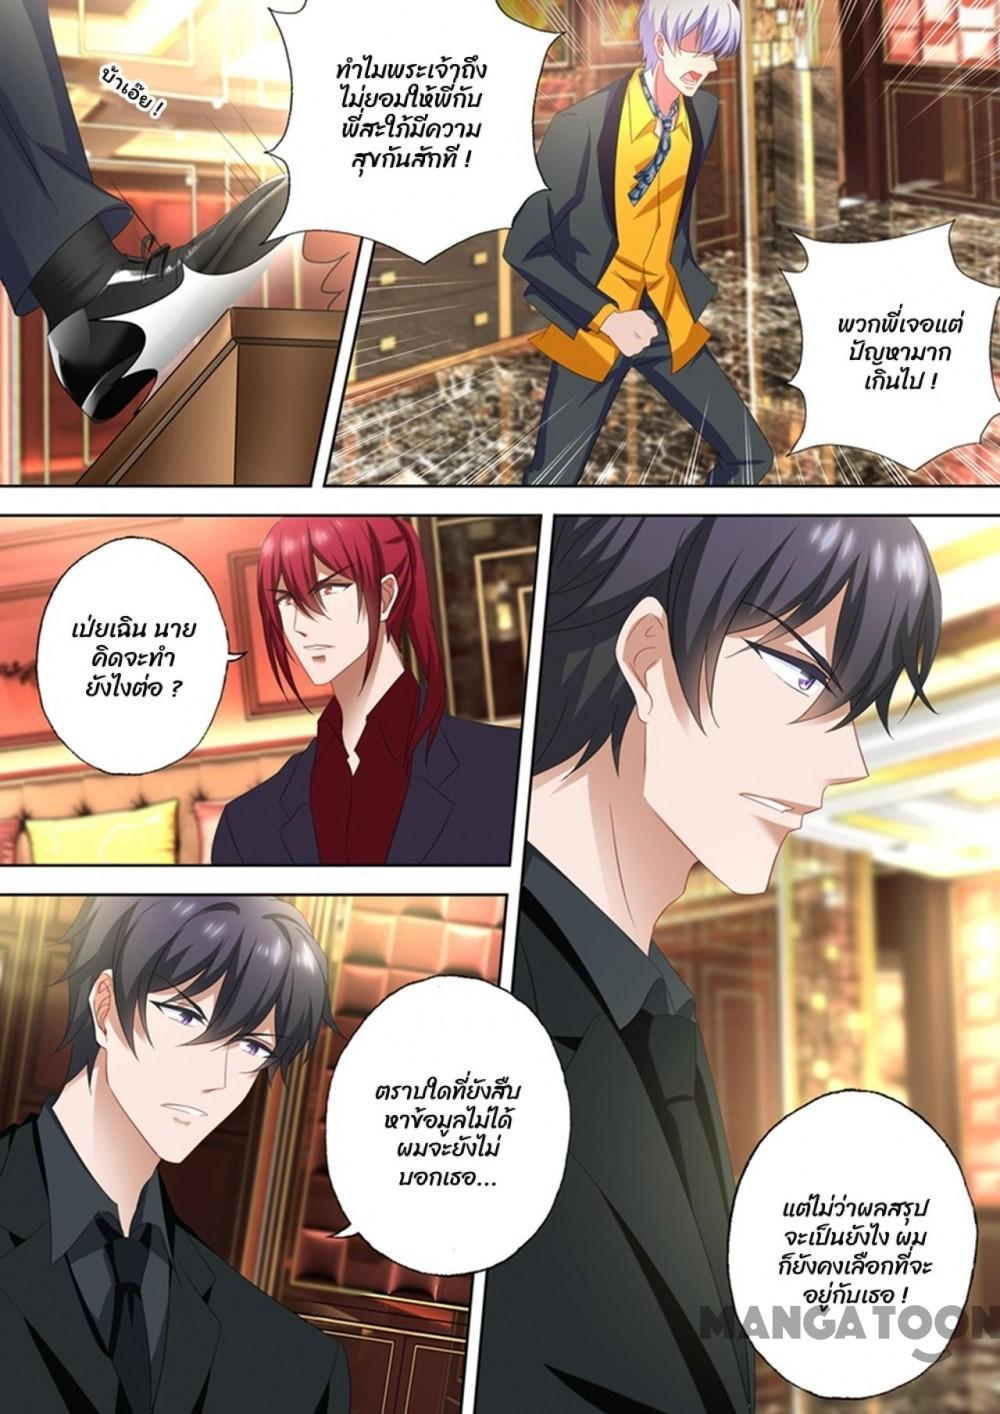 บ้าเอ๊ย !
ทำไมพระเจ้าถึง
ไม่ยอมให้พี่กับ
พี่สะใภ้มีความ
สุขกันสักที !
พวกพี่เจอแต่
ปัญหามาก
เกินไป !
เป่ยเฉิน นาย
คิดจะทำ
ยังไงต่อ ?
ตราบใดที่ยังสืบ
หาข้อมูลไม่ได้
ผมจะยังไม่
บอกเธอ...
แต่ไม่ว่าผลสรุป
จะเป็นยังไง ผม
ก็ยังคงเลือกที่จะ
อยู่กับเธอ !
MANGATOON